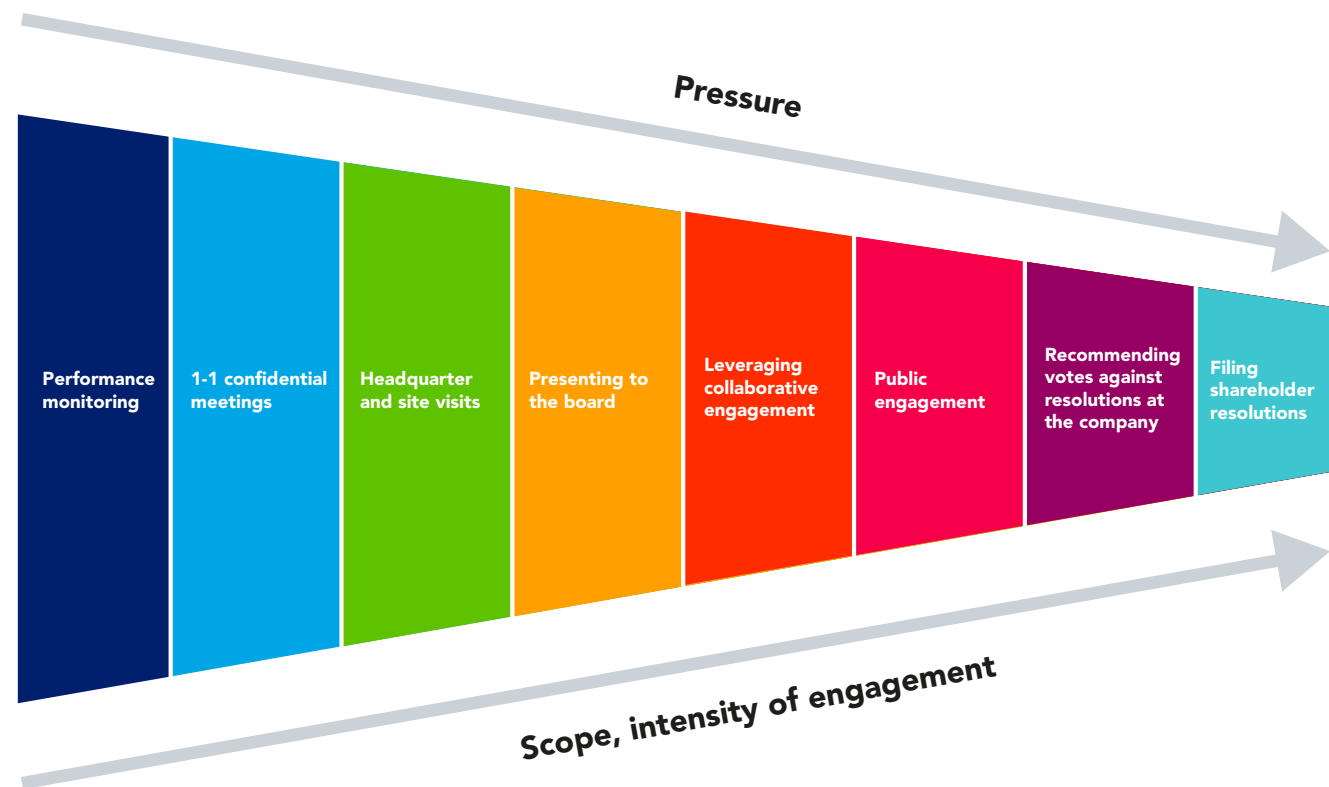 Pressure
Performance
monitoring
1-1 confidential
meetings
Headquarter
and site visits
Presenting to
the board
Leveraging
collaborative
engagement
Public
engagement
Recommending
votes against
resolutions at
the company
Filing
shareholder
resolutions
Scope, intensity of engagement